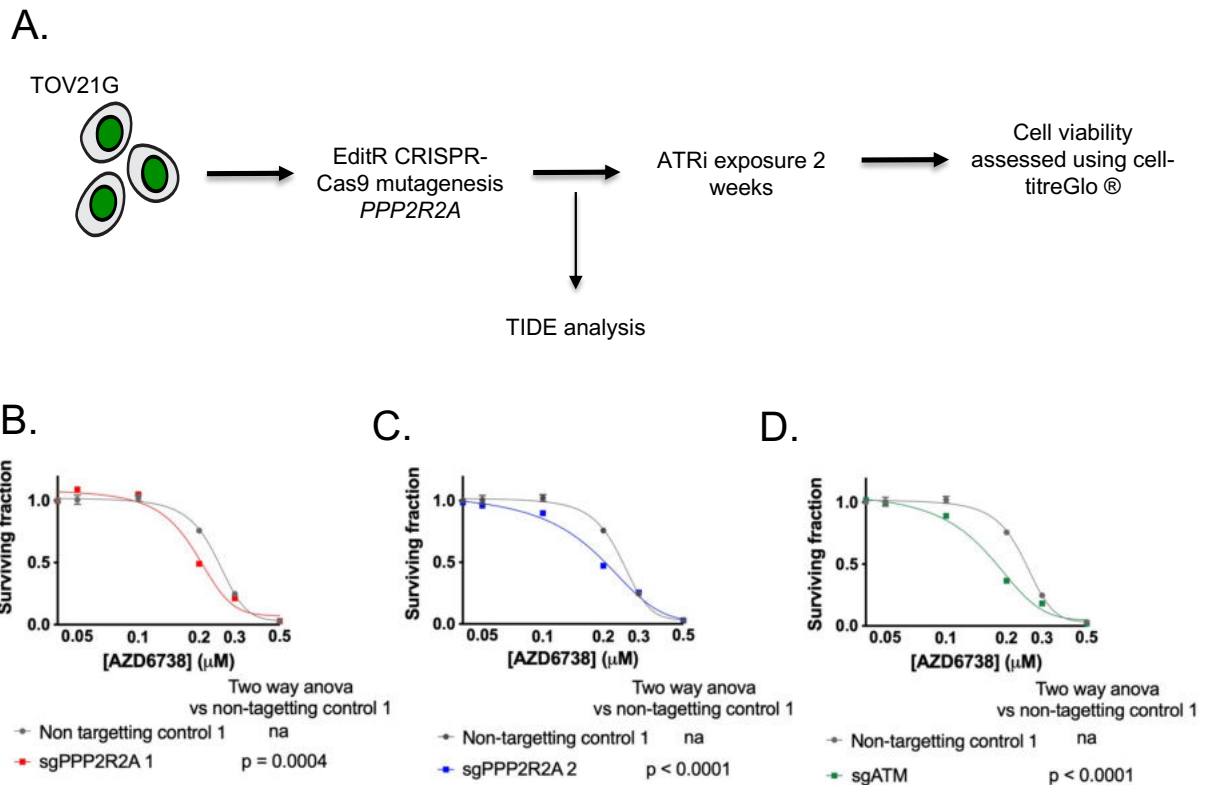 A.
TOV21G
EditR CRISPR-
Cas9 mutagenesis
PPP2R2A
ATRi exposure 2
weeks
Cell viability
assessed using cell-
titreGlo ®
TIDE analysis
B.
Surviving fraction
1.0
0.5
0.0
0.05 0.1 0.2 0.3 0.5
[AZD6738] (μM)
Two way anova
vs non-tagetting control 1
Non targetting control 1 na
sgPPP2R2A 1 p = 0.0004
C.
Surviving fraction
1.0
0.5
0.0
0.05 0.1 0.2 0.3 0.5
[AZD6738] (μM)
Two way anova
vs non-tagetting control 1
Non-targetting control 1 na
sgPPP2R2A 2 p < 0.0001
D.
Surviving fraction
1.0
0.5
0.0
0.05 0.1 0.2 0.3 0.5
[AZD6738] (μM)
Two way anova
vs non-tagetting control 1
Non-targetting control 1 na
sgATM p < 0.0001